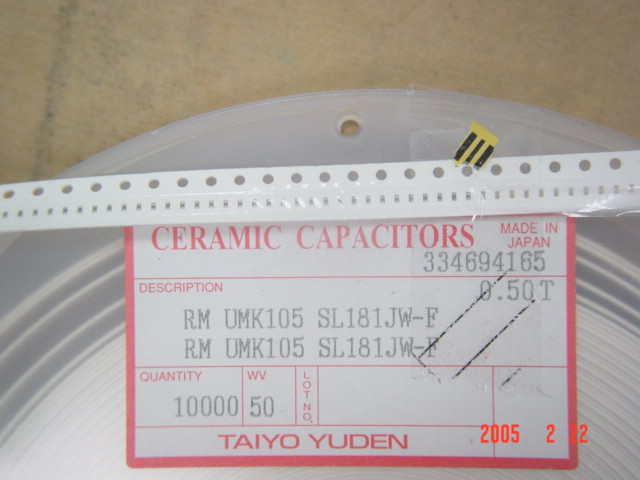 CERAMIC CAPACITORS
MADE IN
JAPAN
334694165
DESCRIPTION
0.50T
RM UMK105 SL181JW-F
RM UMK105 SL181JW-F
QUANTITY
10000
WV
50
LOT NO.
TAIYO YUDEN
2005 2 22